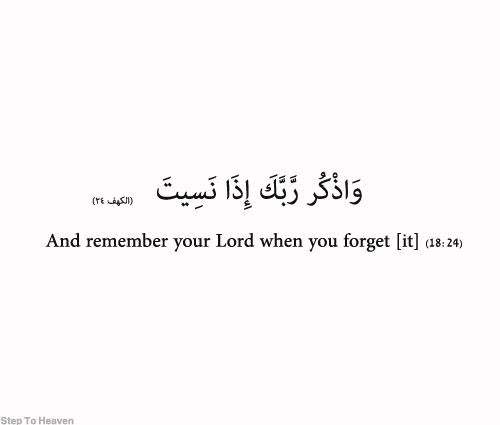 وَاذْكُر رَّبَّكَ إِذَا نَسِيتَ (الكهف ٢٤)
And remember your Lord when you forget [it] (18:24)
Step To Heaven